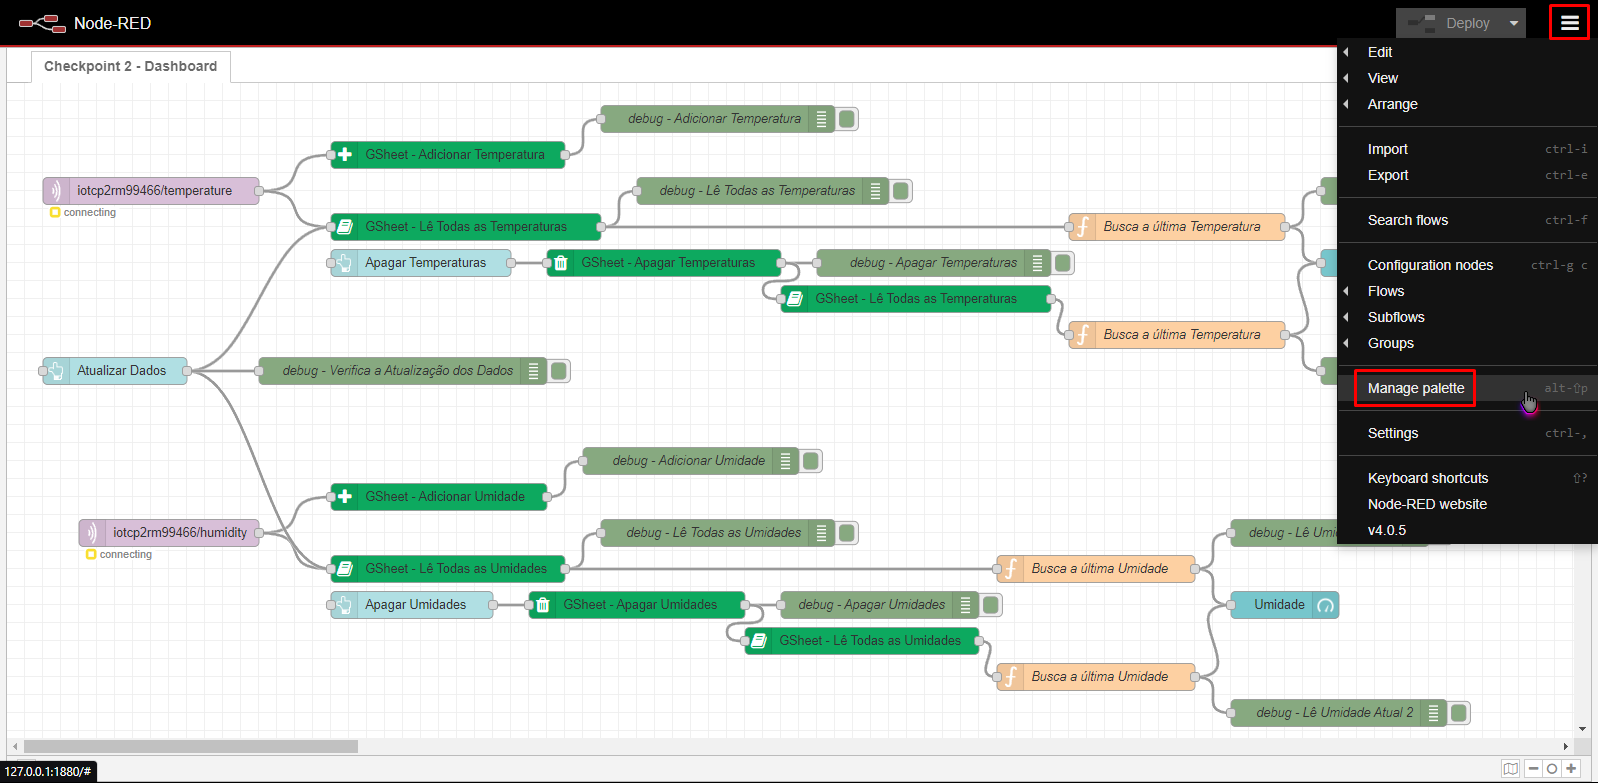 Node-RED
Deploy
Checkpoint 2 - Dashboard
debug - Adicionar Temperatura
GSheet - Adicionar Temperatura
iotcp2rm99466/temperature
connecting
debug - Lê Todas as Temperaturas
GSheet - Lê Todas as Temperaturas
Busca a última Temperatura
Apagar Temperaturas
GSheet - Apagar Temperaturas
debug - Apagar Temperaturas
GSheet - Lê Todas as Temperaturas
Busca a última Temperatura
Atualizar Dados
debug - Verifica a Atualização dos Dados
debug - Adicionar Umidade
GSheet - Adicionar Umidade
iotcp2rm99466/humidity
connecting
debug - Lê Todas as Umidades
debug - Lê Umi
GSheet - Lê Todas as Umidades
Busca a última Umidade
Apagar Umidades
GSheet - Apagar Umidades
debug - Apagar Umidades
Umidade
GSheet - Lê Todas as Umidades
Busca a última Umidade
debug - Lê Umidade Atual 2
Edit
View
Arrange
Import ctrl-i
Export ctrl-e
Search flows ctrl-f
Configuration nodes ctrl-g c
Flows
Subflows
Groups
Manage palette alt-⇧p
Settings ctrl-,
Keyboard shortcuts ⇧?
Node-RED website
v4.0.5
127.0.0.1:1880/#